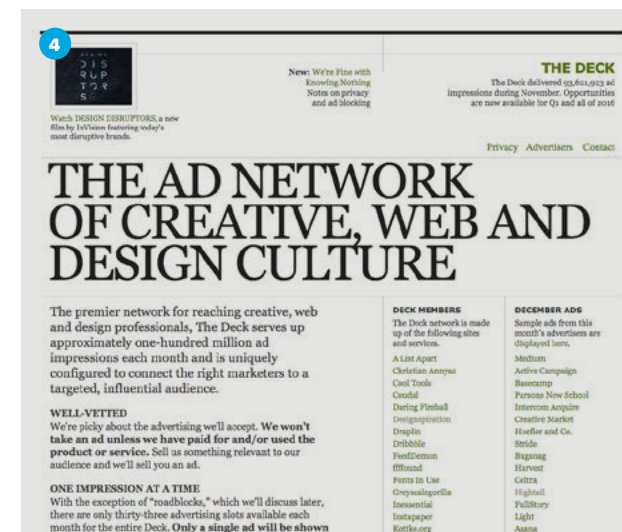 4
DIS
RUP
TOR
S
Watch DESIGN DISRUPTORS, a new
film by InVision featuring today's
most disruptive brands.
New: We're Fine with
Knowing Nothing
Notes on privacy
and ad blocking
THE DECK
The Deck delivered 93,621,923 ad
impressions during November. Opportunities
are now available for Q1 and all of 2016
Privacy Advertisers Contact
THE AD NETWORK
OF CREATIVE, WEB AND
DESIGN CULTURE
The premier network for reaching creative, web
and design professionals, The Deck serves up
approximately one-hundred million ad
impressions each month and is uniquely
configured to connect the right marketers to a
targeted, influential audience.
WELL-VETTED
We're picky about the advertising we'll accept. We won't
take an ad unless we have paid for and/or used the
product or service. Sell us something relevant to our
audience and we'll sell you an ad.
ONE IMPRESSION AT A TIME
With the exception of "roadblocks," which we'll discuss later,
there are only thirty-three advertising slots available each
month for the entire Deck. Only a single ad will be shown
DECK MEMBERS
The Deck network is made
up of the following sites
and services.
A List Apart
Christian Annyas
Cool Tools
Coudal
Daring Fireball
Designspiration
Draplin
Dribbble
FeedDemon
ffffound
Fonts In Use
Greyscalegorilla
Inessential
Instapaper
Kottke.org
DECEMBER ADS
Sample ads from this
month's advertisers are
displayed here.
Medium
Active Campaign
Basecamp
Parsons New School
Intercom Acquire
Creative Market
Hoefler and Co.
Stride
Bugsnag
Harvest
Celtra
Hightail
FullStory
Light
Asana